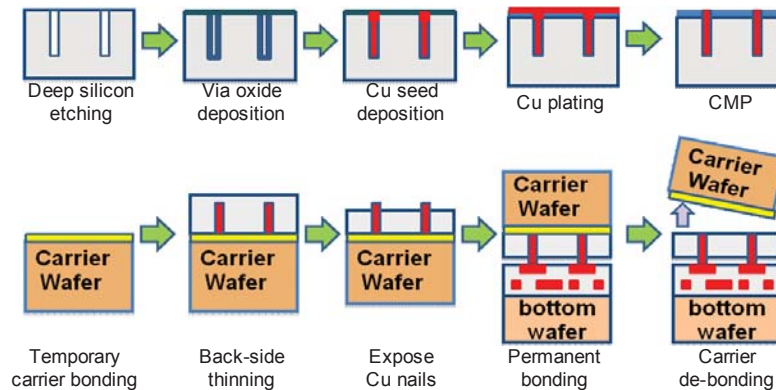 Deep silicon
etching
Via oxide
deposition
Cu seed
deposition
Cu plating
CMP
Carrier
Wafer
Carrier
Wafer
Carrier
Wafer
Carrier
Wafer
bottom
wafer
Carrier
Wafer
bottom
wafer
Temporary
carrier bonding
Back-side
thinning
Expose
Cu nails
Permanent
bonding
Carrier
de-bonding